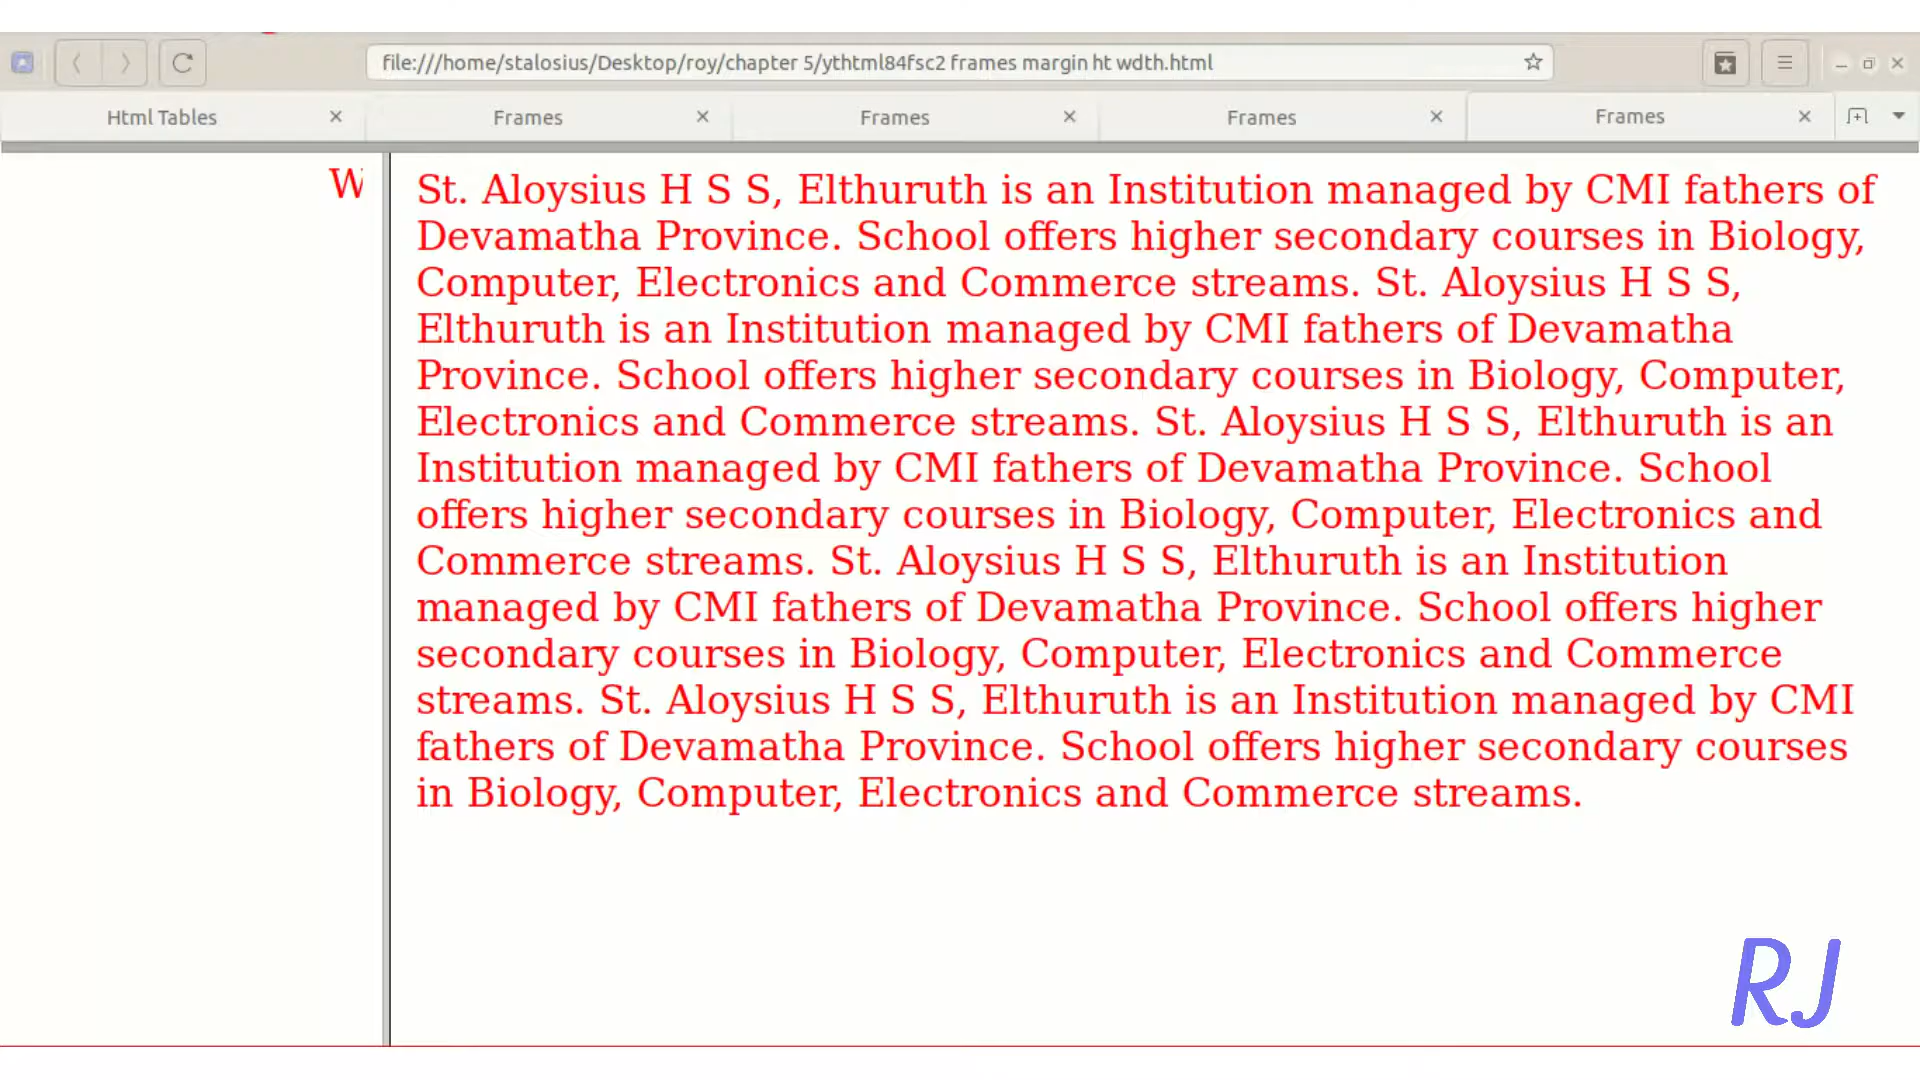 file:///home/stalosius/Desktop/roy/chapter 5/ythtml84fsc2 frames margin ht wdth.html
Html Tables Frames Frames Frames Frames
W
St. Aloysius H S S, Elthuruth is an Institution managed by CMI fathers of
Devamatha Province. School offers higher secondary courses in Biology,
Computer, Electronics and Commerce streams. St. Aloysius H S S,
Elthuruth is an Institution managed by CMI fathers of Devamatha
Province. School offers higher secondary courses in Biology, Computer,
Electronics and Commerce streams. St. Aloysius H S S, Elthuruth is an
Institution managed by CMI fathers of Devamatha Province. School
offers higher secondary courses in Biology, Computer, Electronics and
Commerce streams. St. Aloysius H S S, Elthuruth is an Institution
managed by CMI fathers of Devamatha Province. School offers higher
secondary courses in Biology, Computer, Electronics and Commerce
streams. St. Aloysius H S S, Elthuruth is an Institution managed by CMI
fathers of Devamatha Province. School offers higher secondary courses
in Biology, Computer, Electronics and Commerce streams.
RJ